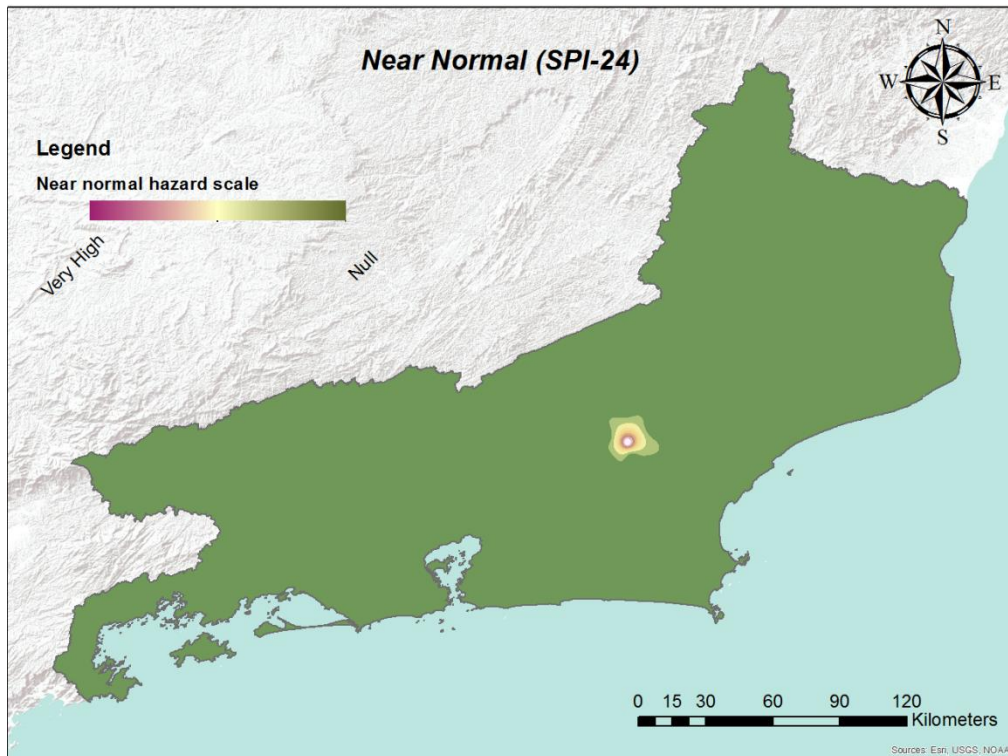 Near Normal (SPI-24)
N
W E
S
Legend
Near normal hazard scale
Very High
Null
0 15 30 60 90 120
Kilometers
Sources: Esri, USGS, NOAA